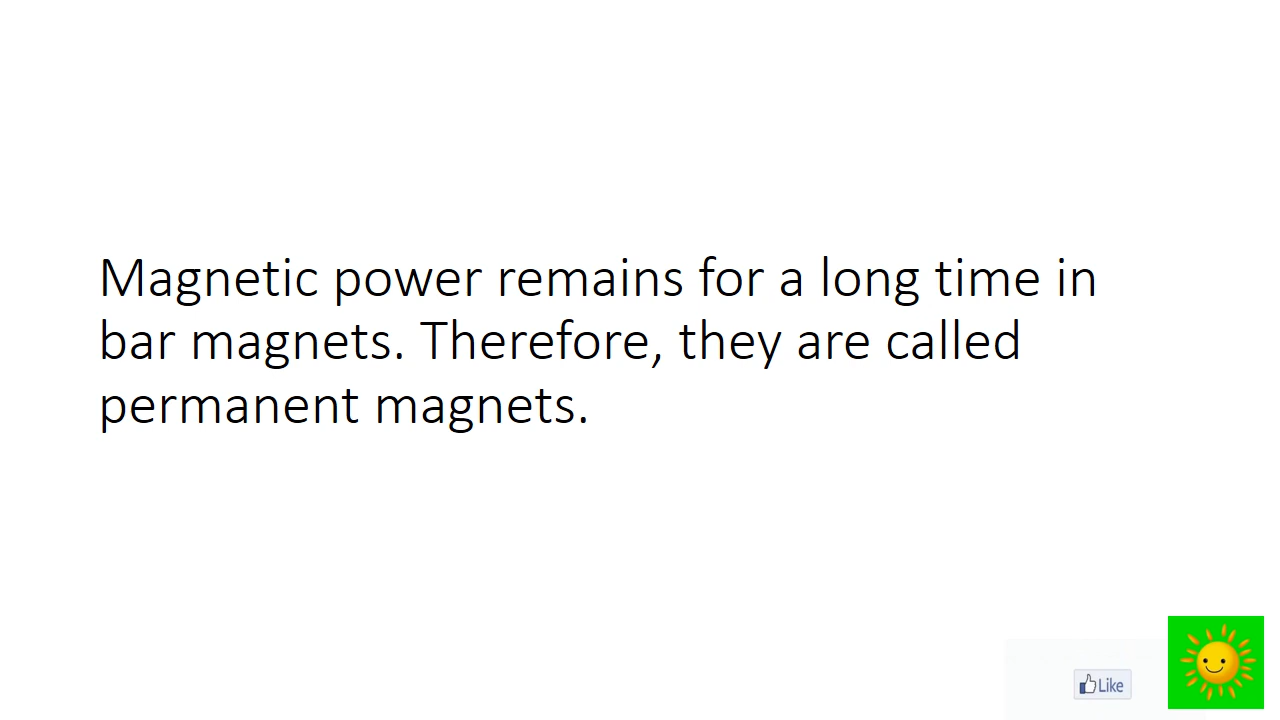 Magnetic power remains for a long time in
bar magnets. Therefore, they are called
permanent magnets.
Like